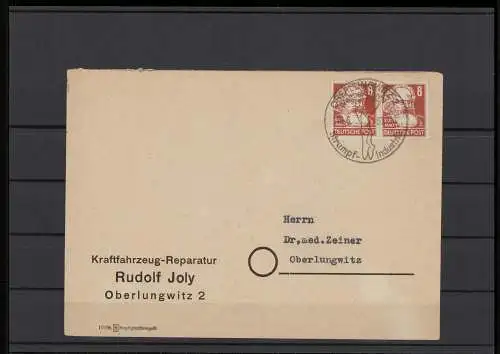 8 8
DEUTSCHE POST DEUTSCHE POST
Strumpf- Industrie
Herrn
Dr.med.Zeiner
Oberlungwitz
Kraftfahrzeug-Reparatur
Rudolf Joly
Oberlungwitz 2